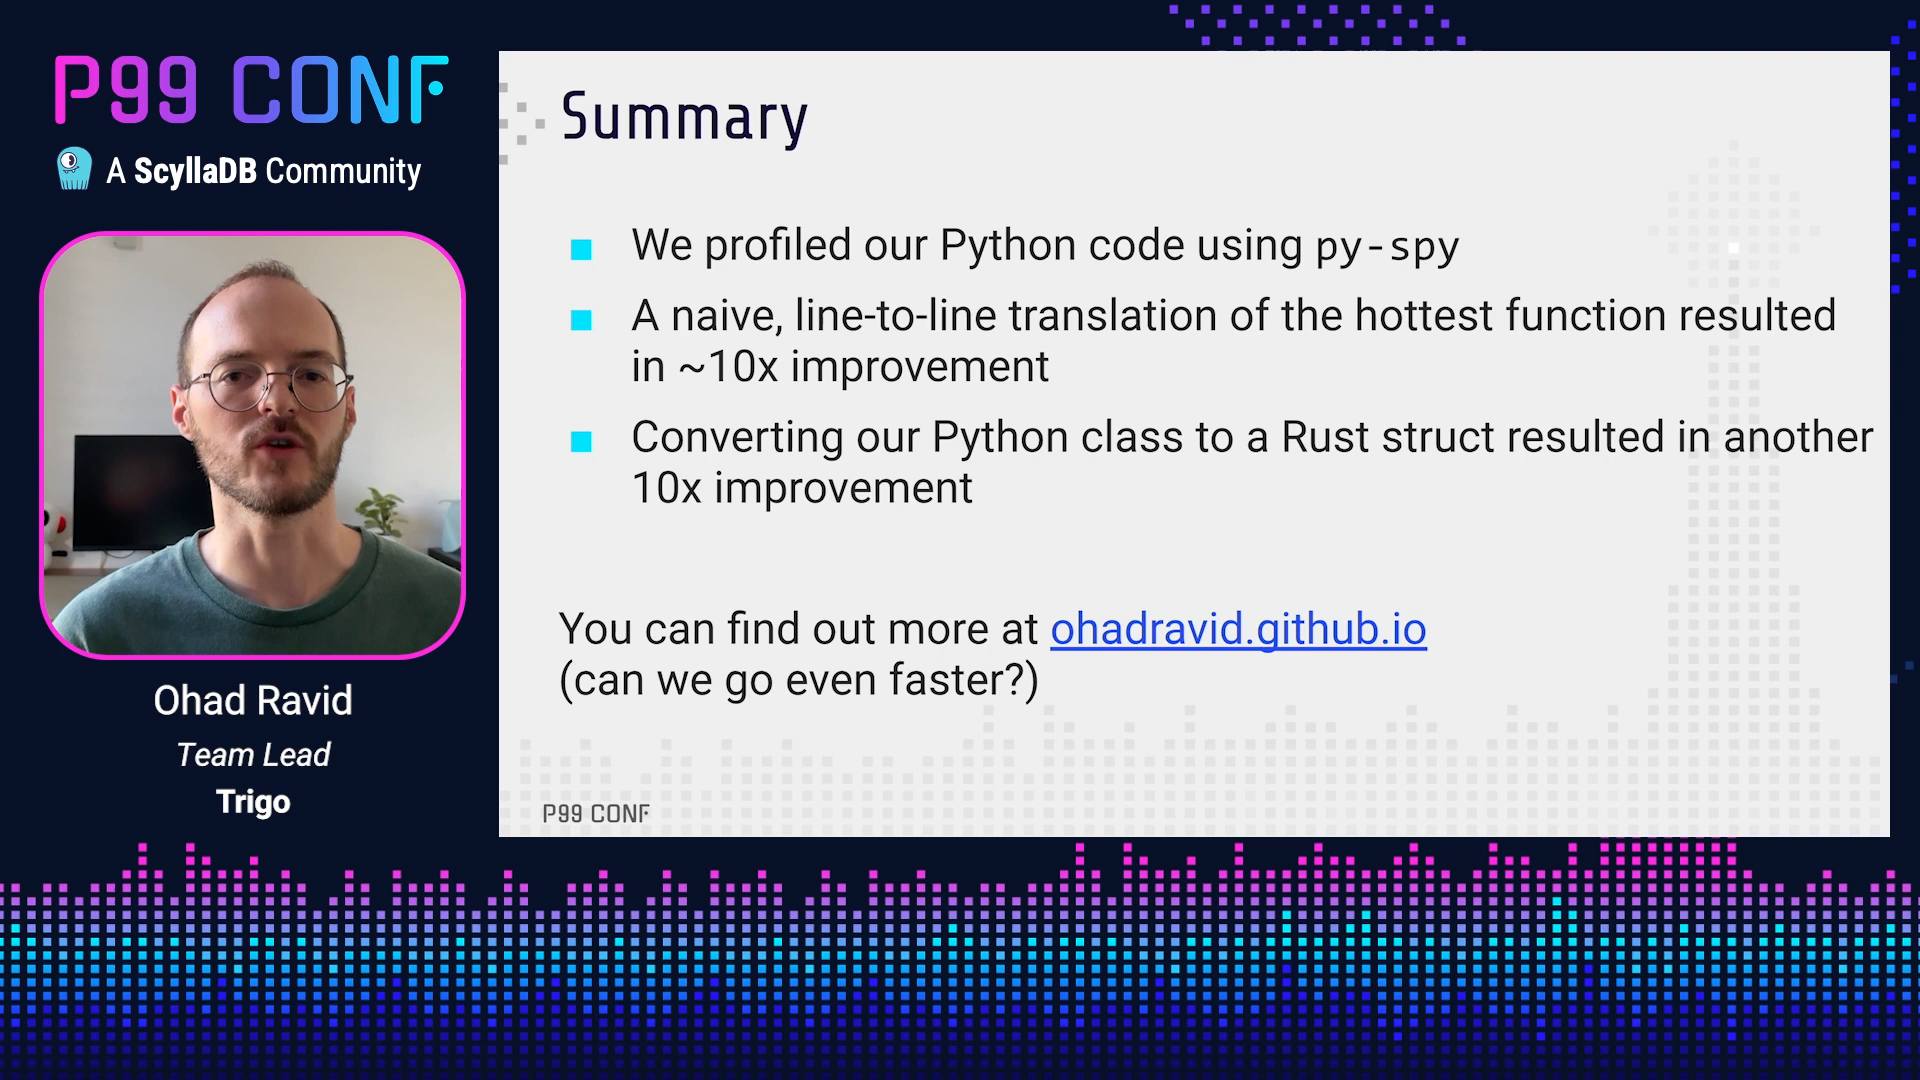 P99 CONF
A ScyllaDB Community
Ohad Ravid
Team Lead
Trigo
Summary
We profiled our Python code using py-spy
A naive, line-to-line translation of the hottest function resulted
in ~10x improvement
Converting our Python class to a Rust struct resulted in another
10x improvement
You can find out more at ohadravid.github.io
(can we go even faster?)
P99 CONF